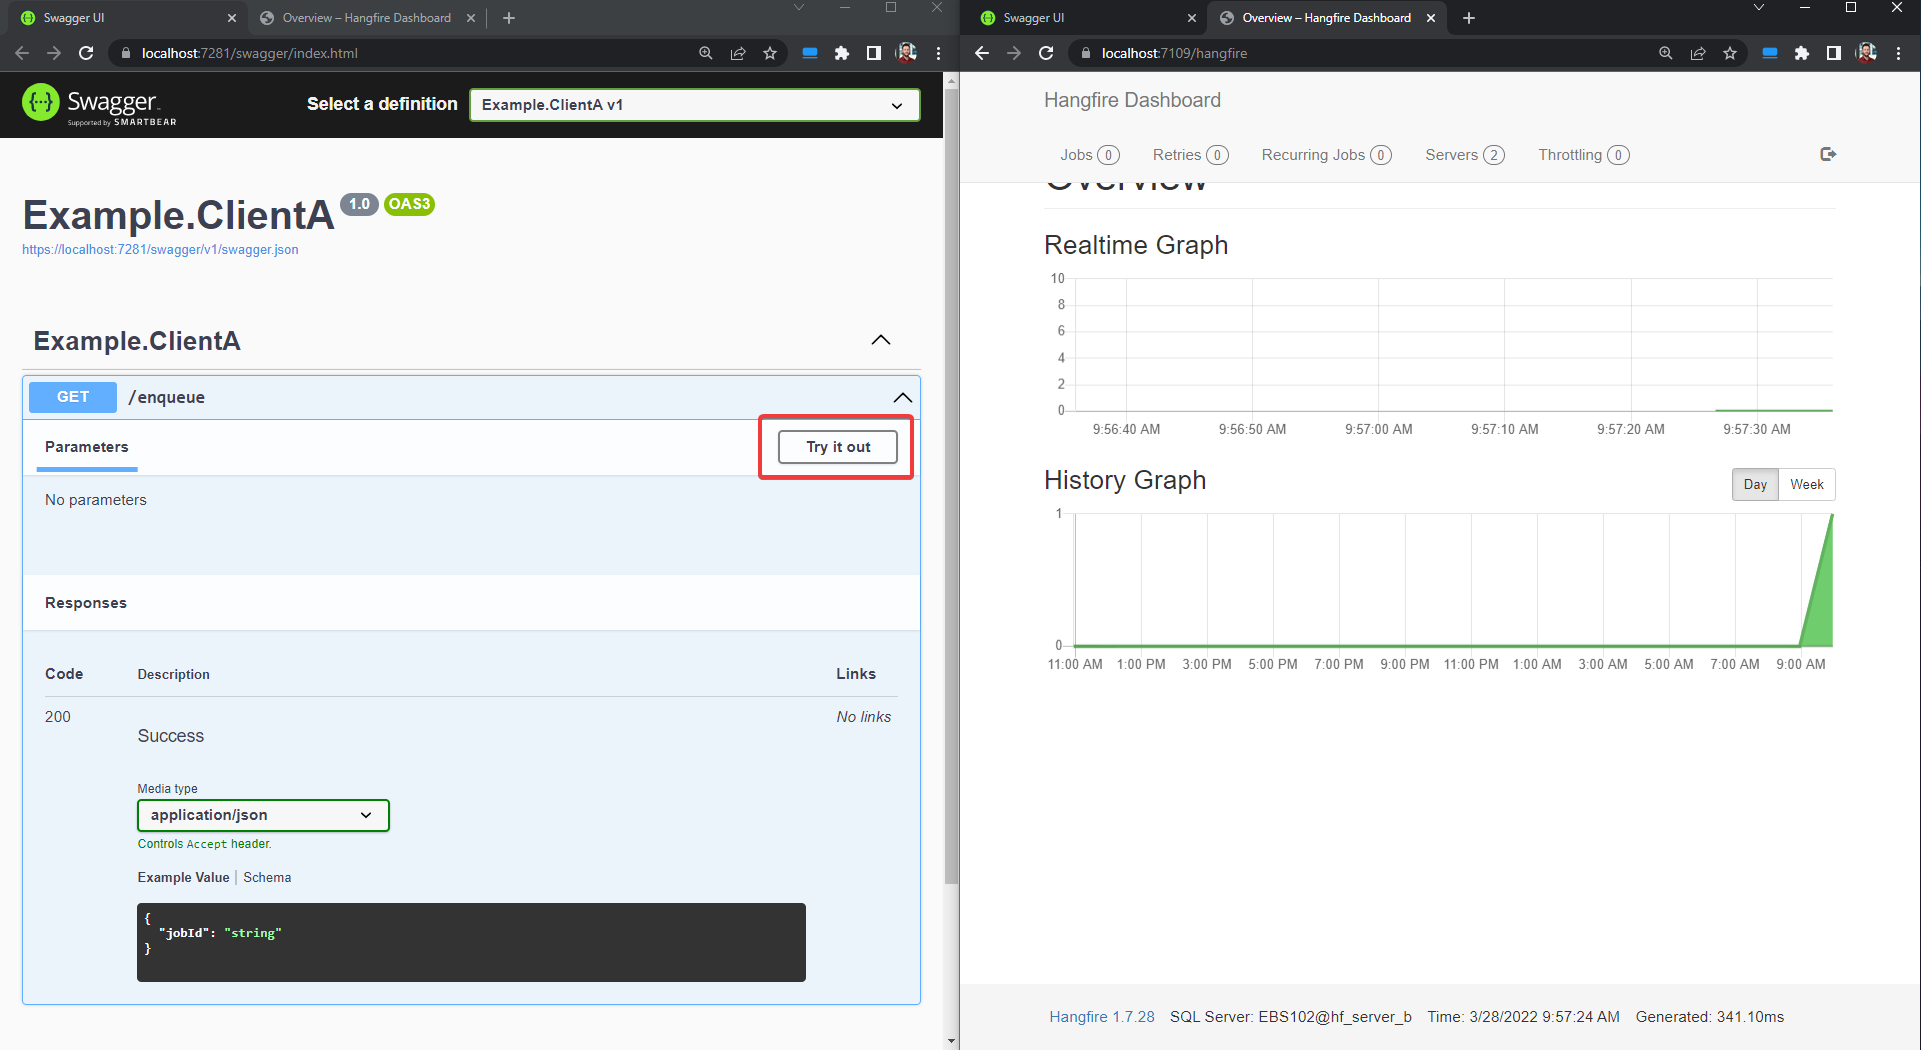 Swagger UI
Overview – Hangfire Dashboard
localhost:7281/swagger/index.html
Swagger
Supported by SMARTBEAR
Select a definition
Example.ClientA v1
Example.ClientA 1.0 OAS3
https://localhost:7281/swagger/v1/swagger.json
Example.ClientA
GET /enqueue
Parameters
Try it out
No parameters
Responses
Code Description Links
200 Success No links
Media type
application/json
Controls Accept header.
Example Value | Schema
{
"jobId": "string"
}
Swagger UI
Overview – Hangfire Dashboard
localhost:7109/hangfire
Hangfire Dashboard
Jobs 0 Retries 0 Recurring Jobs 0 Servers 2 Throttling 0
Overview
Realtime Graph
10
8
6
4
2
0
9:56:40 AM 9:56:50 AM 9:57:00 AM 9:57:10 AM 9:57:20 AM 9:57:30 AM
History Graph
Day Week
1
0
11:00 AM 1:00 PM 3:00 PM 5:00 PM 7:00 PM 9:00 PM 11:00 PM 1:00 AM 3:00 AM 5:00 AM 7:00 AM 9:00 AM
Hangfire 1.7.28 SQL Server: EBS102@hf_server_b Time: 3/28/2022 9:57:24 AM Generated: 341.10ms